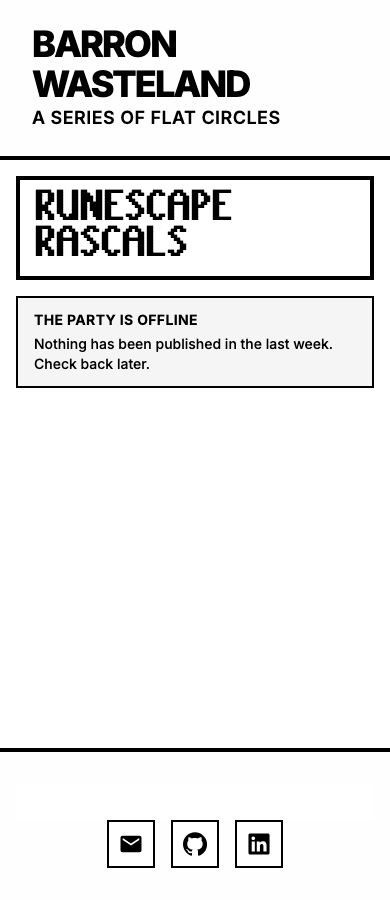 BARRON
WASTELAND
A SERIES OF FLAT CIRCLES
RUNESCAPE
RASCALS
THE PARTY IS OFFLINE
Nothing has been published in the last week.
Check back later.
in